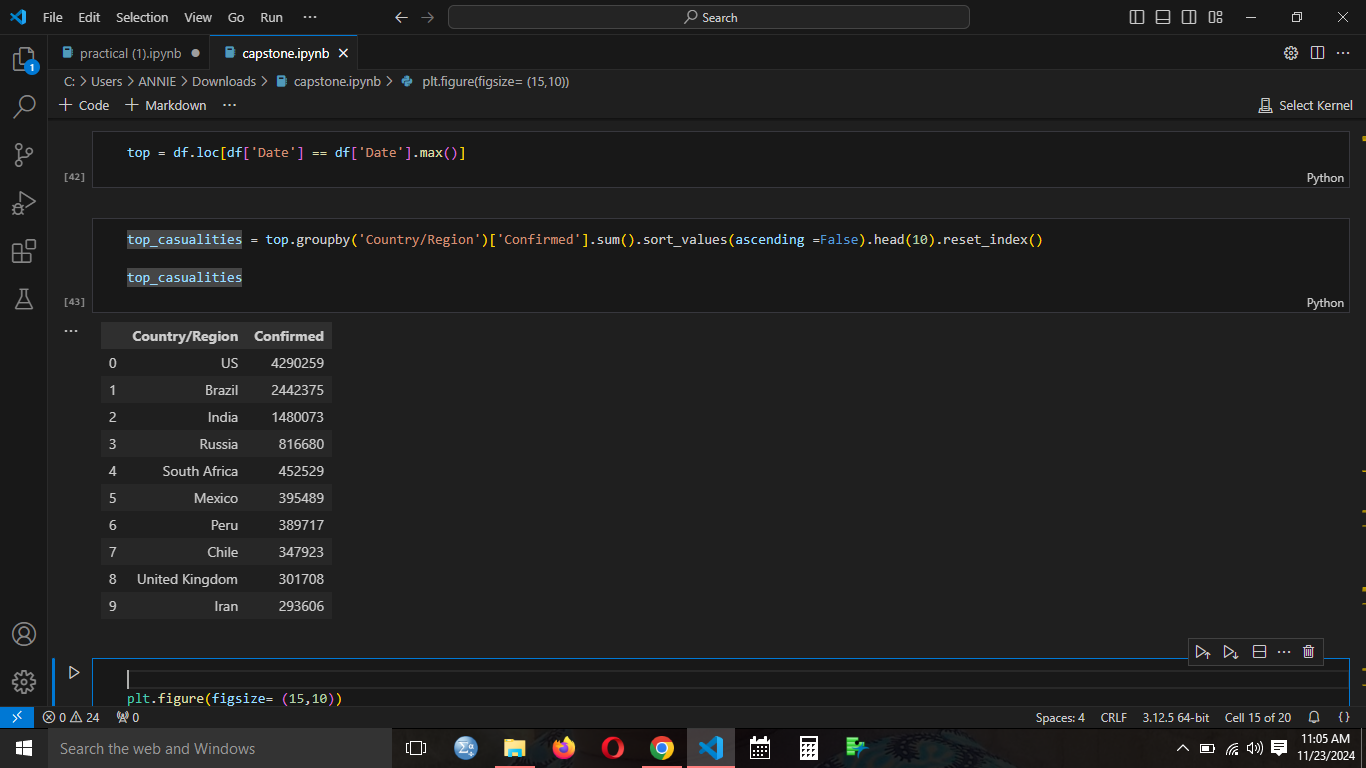 File Edit Selection View Go Run ··· Search
practical (1).ipynb capstone.ipynb
C: > Users > ANNIE > Downloads > capstone.ipynb > plt.figure(figsize= (15,10))
+ Code + Markdown ··· Select Kernel
top = df.loc[df['Date'] == df['Date'].max()]
[42] Python
top_casualities = top.groupby('Country/Region')['Confirmed'].sum().sort_values(ascending =False).head(10).reset_index()
top_casualities
[43] Python
Country/Region Confirmed
0 US 4290259
1 Brazil 2442375
2 India 1480073
3 Russia 816680
4 South Africa 452529
5 Mexico 395489
6 Peru 389717
7 Chile 347923
8 United Kingdom 301708
9 Iran 293606
plt.figure(figsize= (15,10))
1
0 24 0 Spaces: 4 CRLF 3.12.5 64-bit Cell 15 of 20 {}
Search the web and Windows
11:05 AM
11/23/2024